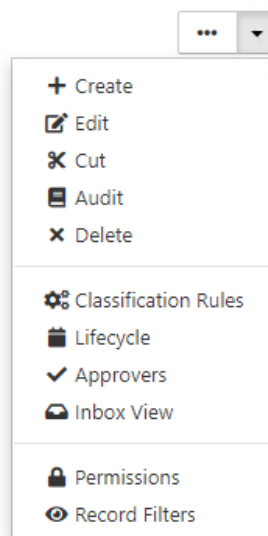 Create
Edit
Cut
Audit
Delete
Classification Rules
Lifecycle
Approvers
Inbox View
Permissions
Record Filters